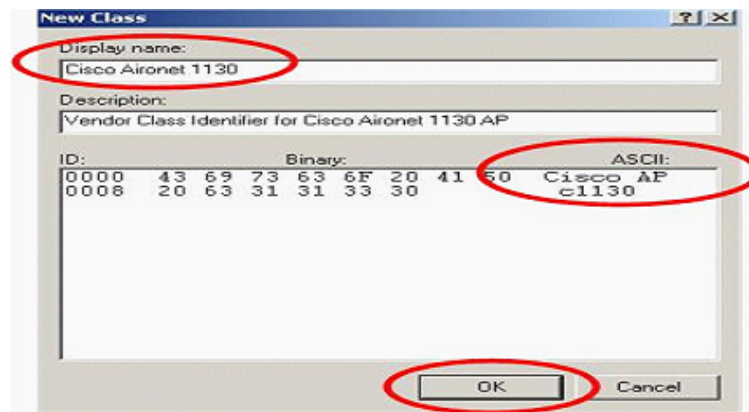 New Class
Display name:
Cisco Aironet 1130
Description:
Vendor Class Identifier for Cisco Aironet 1130 AP
ID: Binary: ASCII:
0000 43 69 73 63 6F 20 41 50 Cisco AP
0008 20 63 31 31 33 30 c1130
OK Cancel